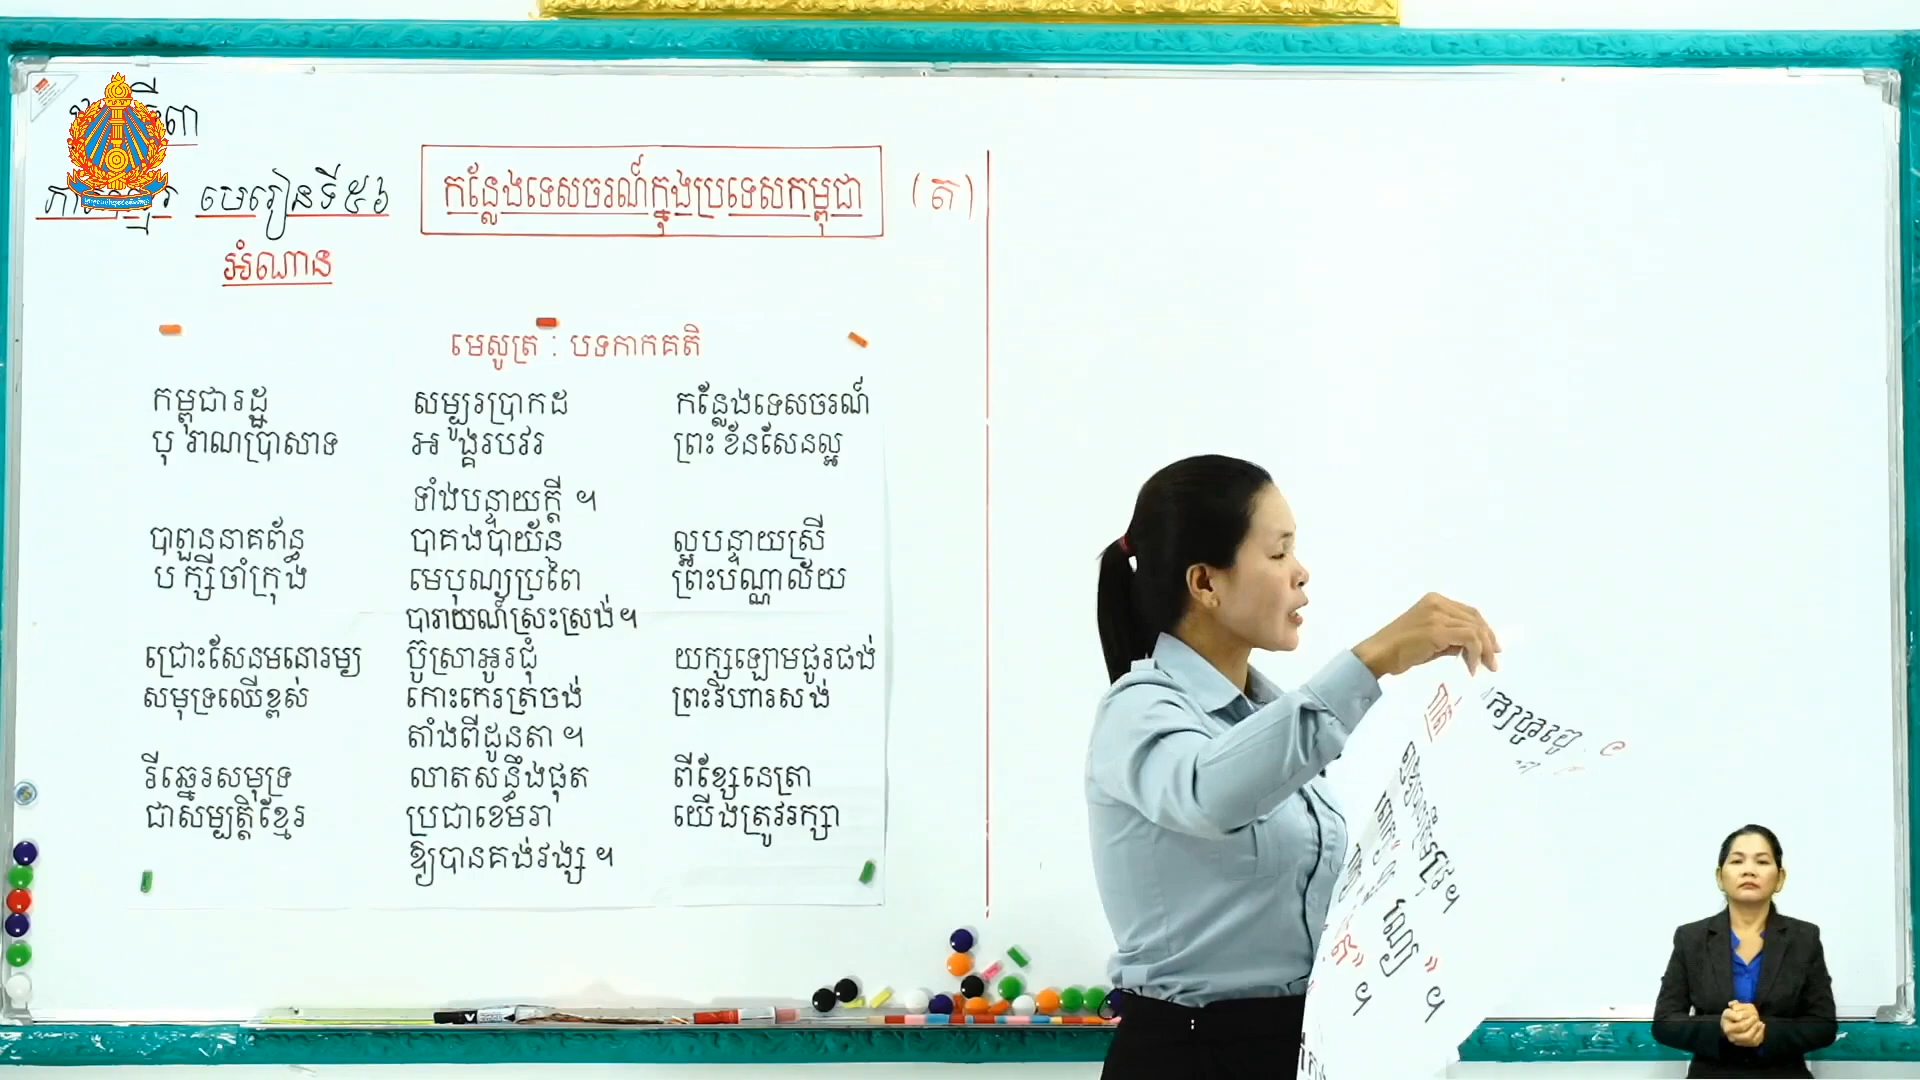 មេរៀនទី៥៦ កន្លែងទេសចរណ៍ក្នុងប្រទេសកម្ពុជា (ត)
អំណាន
មេសូត្រ : បទកាកគតិ
កម្ពុជារដ្ឋ សម្បូរប្រាកដ កន្លែងទេសចរណ៍
បុរាណប្រាសាទ អង្គរបវរ ព្រះខ័នសែនល្អ
ទាំងបន្ទាយក្ដី ។
បាពួននាគព័ន្ធ បាគងបាយ័ន ល្អបន្ទាយស្រី
បក្សីចាំក្រុង មេបុណ្យប្រពៃ ព្រះបណ្ណាល័យ
បារាយណ៍ស្រះស្រង់ ។
ជ្រោះសែនមនោរម្យ ប៊ូស្រាអូរជុំ យក្សឡោមផូរផង់
សមុទ្រឈើខ្ពស់ កោះកេរត្រចង់ ព្រះវិហារសង់
តាំងពីដូនតា ។
រីឆ្នេរសមុទ្រ លាតសន្ធឹងផុត ពីខ្សែនេត្រា
ជាសម្បត្តិខ្មែរ ប្រជាខេមរា យើងត្រូវរក្សា
ឱ្យបានគង់វង្ស ។